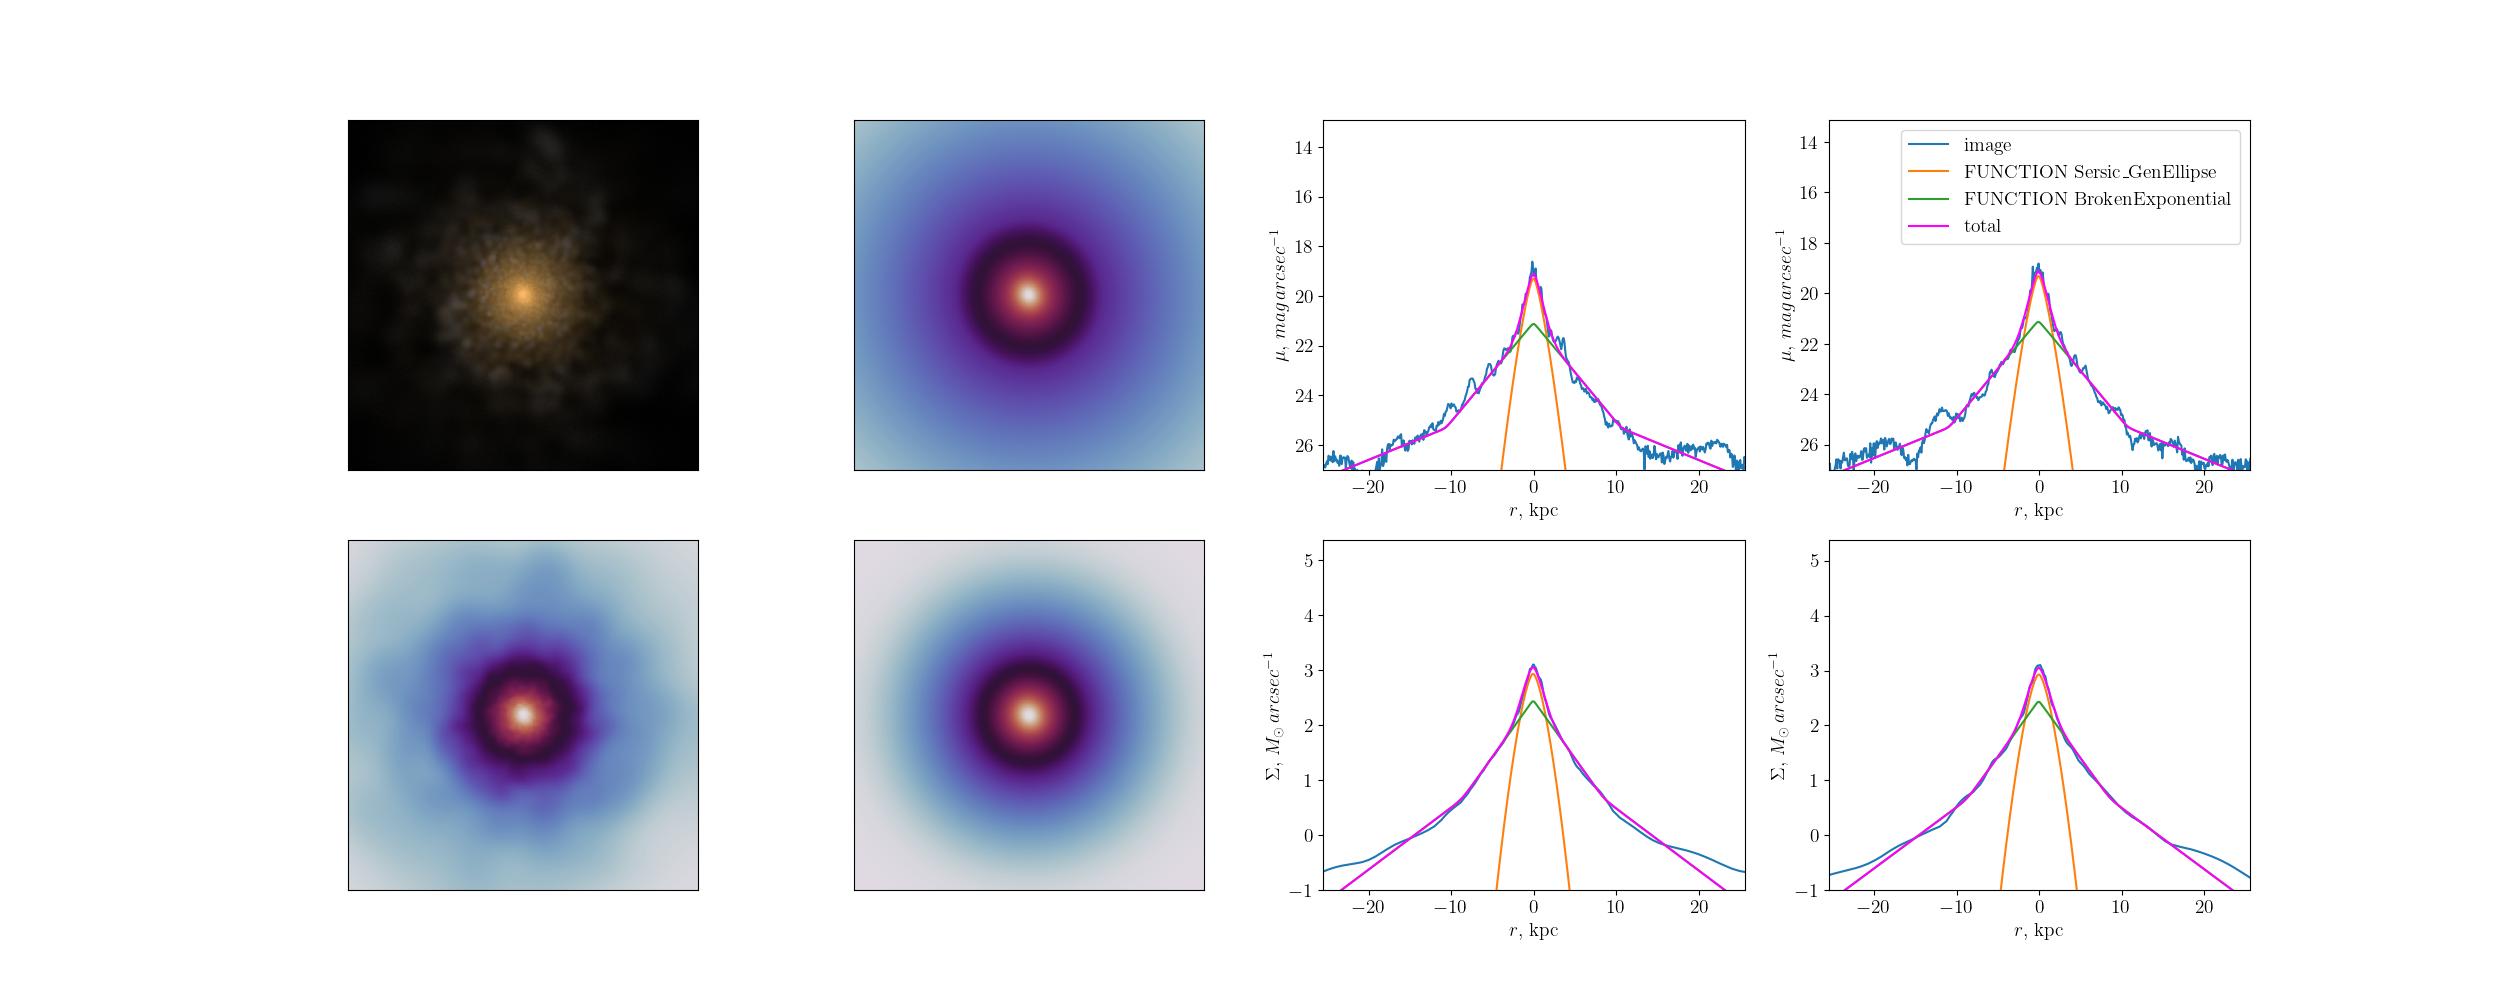 14
16
18
20
22
24
26
μ, mag arcsec⁻¹
−20 −10 0 10 20
r, kpc
14
16
18
20
22
24
26
μ, mag arcsec⁻¹
image
FUNCTION Sersic_GenEllipse
FUNCTION BrokenExponential
total
−20 −10 0 10 20
r, kpc
5
4
3
2
1
0
−1
Σ, M⊙ arcsec⁻¹
−20 −10 0 10 20
r, kpc
5
4
3
2
1
0
−1
Σ, M⊙ arcsec⁻¹
−20 −10 0 10 20
r, kpc